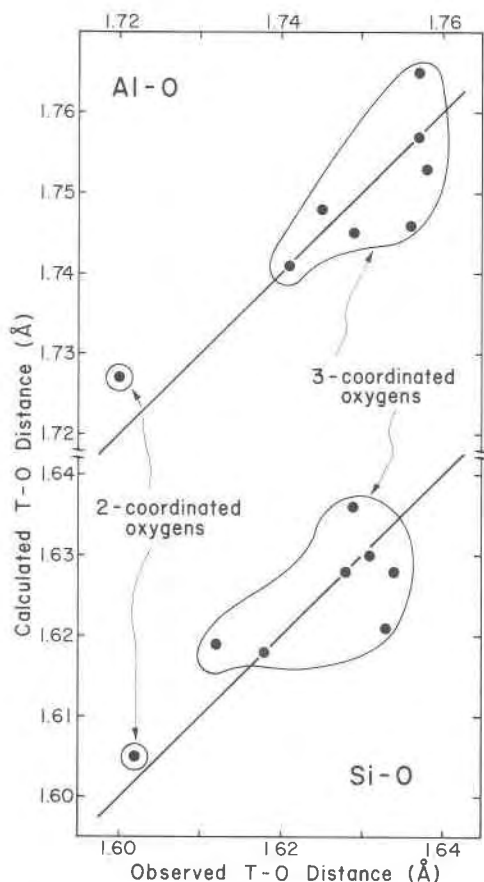 1.72 1.74 1.76
Al-O
1.76
1.75
1.74
1.73
1.72
3-coordinated
oxygens
1.64
2-coordinated
oxygens
1.63
1.62
1.61
1.60
Si-O
1.60 1.62 1.64
Observed T-O Distance (Å)
Calculated T-O Distance (Å)